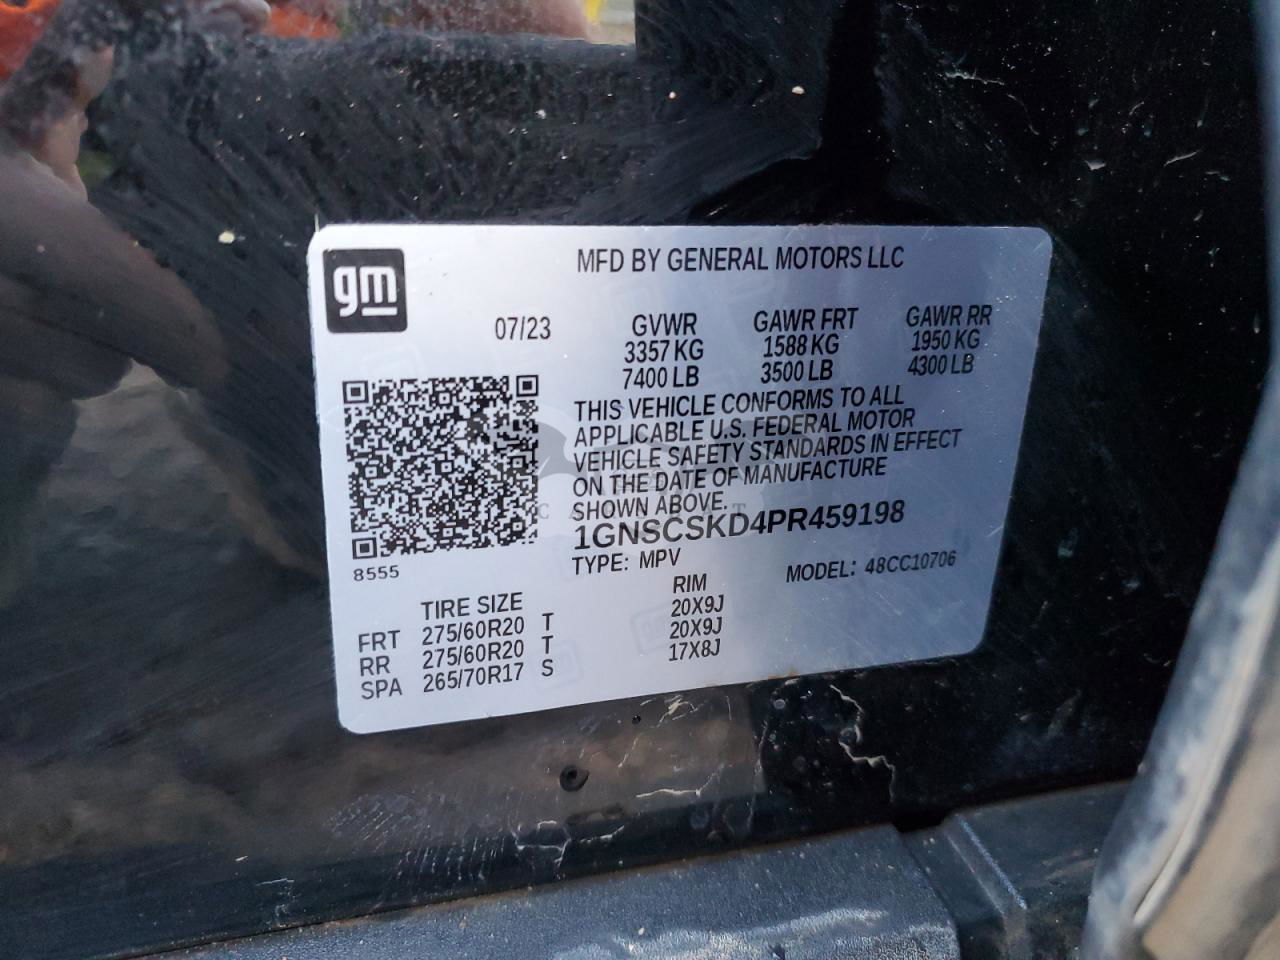 gm
MFD BY GENERAL MOTORS LLC
07/23
GVWR GAWR FRT GAWR RR
3357 KG 1588 KG 1950 KG
7400 LB 3500 LB 4300 LB
THIS VEHICLE CONFORMS TO ALL
APPLICABLE U.S. FEDERAL MOTOR
VEHICLE SAFETY STANDARDS IN EFFECT
ON THE DATE OF MANUFACTURE
SHOWN ABOVE.
1GNSCSKD4PR459198
TYPE: MPV MODEL: 48CC10706
8555
TIRE SIZE RIM
FRT 275/60R20 T 20X9J
RR 275/60R20 T 20X9J
SPA 265/70R17 S 17X8J